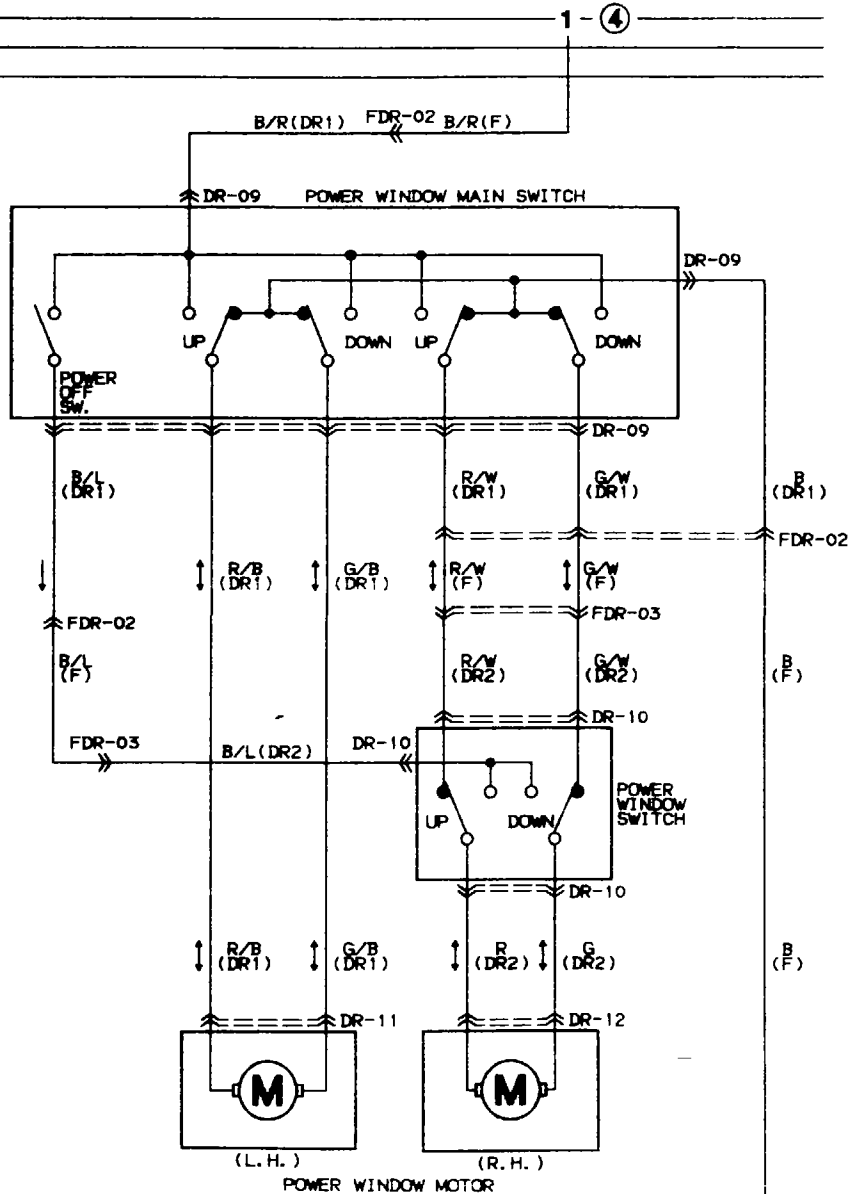 1 - 4
B/R(DR1) FDR-02 B/R(F)
DR-09 POWER WINDOW MAIN SWITCH
DR-09
UP DOWN UP DOWN
POWER
OFF
SW.
DR-09
B/L
(DR1)
R/W
(DR1)
G/W
(DR1)
B
(DR1)
FDR-02
R/B
(DR1)
G/B
(DR1)
R/W
(F)
G/W
(F)
FDR-02
FDR-03
B/L
(F)
R/W
(DR2)
G/W
(DR2)
B
(F)
DR-10
FDR-03 B/L(DR2) DR-10
UP DOWN
POWER
WINDOW
SWITCH
DR-10
R/B
(DR1)
G/B
(DR1)
R
(DR2)
G
(DR2)
B
(F)
DR-11
DR-12
M
M
(L.H.)
(R.H.)
POWER WINDOW MOTOR